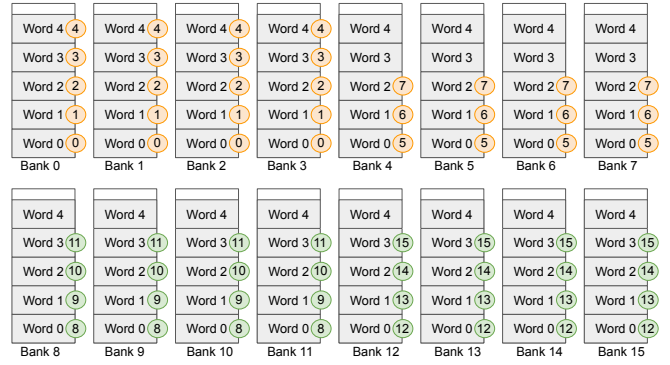 Word 4 4 Word 4 4 Word 4 4 Word 4 4 Word 4 Word 4 Word 4 Word 4
Word 3 3 Word 3 3 Word 3 3 Word 3 3 Word 3 Word 3 Word 3 Word 3
Word 2 2 Word 2 2 Word 2 2 Word 2 2 Word 2 7 Word 2 7 Word 2 7 Word 2 7
Word 1 1 Word 1 1 Word 1 1 Word 1 1 Word 1 6 Word 1 6 Word 1 6 Word 1 6
Word 0 0 Word 0 0 Word 0 0 Word 0 0 Word 0 5 Word 0 5 Word 0 5 Word 0 5
Bank 0 Bank 1 Bank 2 Bank 3 Bank 4 Bank 5 Bank 6 Bank 7
Word 4 Word 4 Word 4 Word 4 Word 4 Word 4 Word 4 Word 4
Word 3 11 Word 3 11 Word 3 11 Word 3 11 Word 3 15 Word 3 15 Word 3 15 Word 3 15
Word 2 10 Word 2 10 Word 2 10 Word 2 10 Word 2 14 Word 2 14 Word 2 14 Word 2 14
Word 1 9 Word 1 9 Word 1 9 Word 1 9 Word 1 13 Word 1 13 Word 1 13 Word 1 13
Word 0 8 Word 0 8 Word 0 8 Word 0 8 Word 0 12 Word 0 12 Word 0 12 Word 0 12
Bank 8 Bank 9 Bank 10 Bank 11 Bank 12 Bank 13 Bank 14 Bank 15